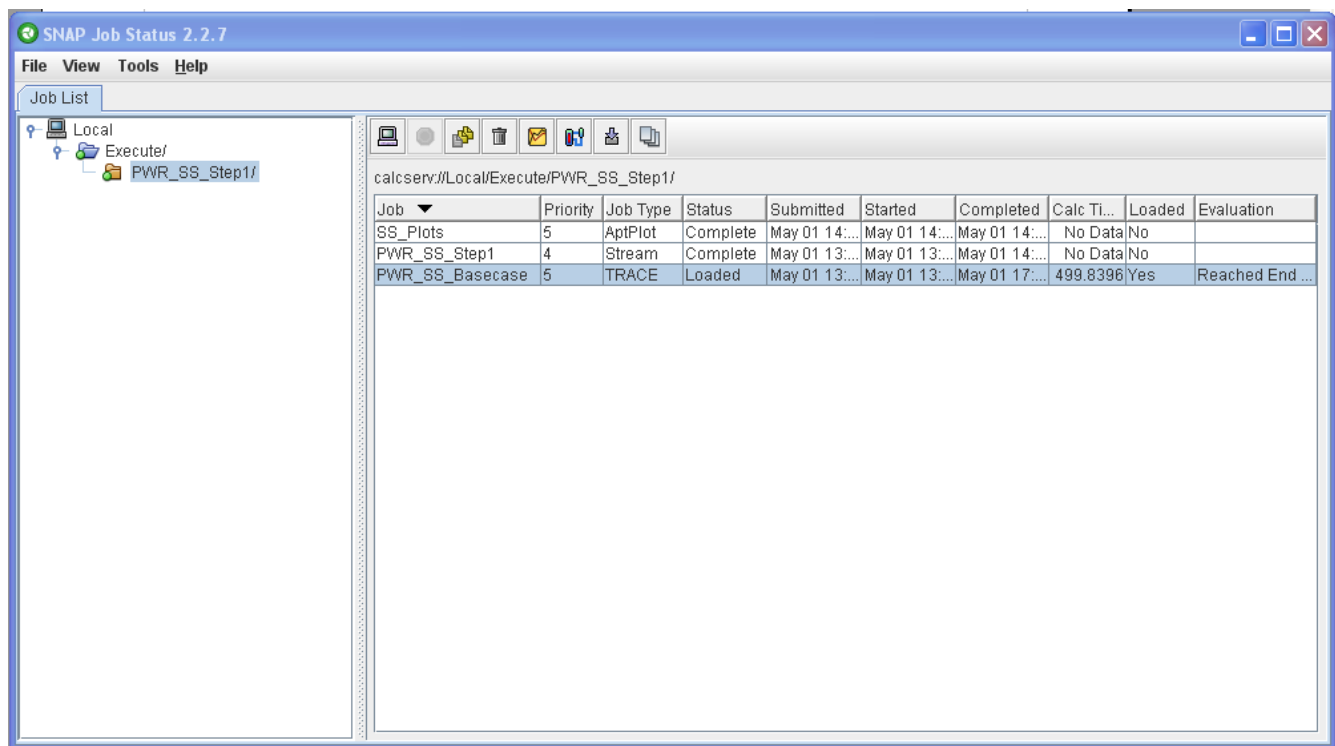 SNAP Job Status 2.2.7
File View Tools Help
Job List
Local
Execute/
PWR_SS_Step1/
calcserv://Local/Execute/PWR_SS_Step1/
Job Priority Job Type Status Submitted Started Completed Calc Ti... Loaded Evaluation
SS_Plots 5 AptPlot Complete May 01 14:... May 01 14:... May 01 14:... No Data No
PWR_SS_Step1 4 Stream Complete May 01 13:... May 01 13:... May 01 14:... No Data No
PWR_SS_Basecase 5 TRACE Loaded May 01 13:... May 01 13:... May 01 17:... 499.8396 Yes Reached End ...